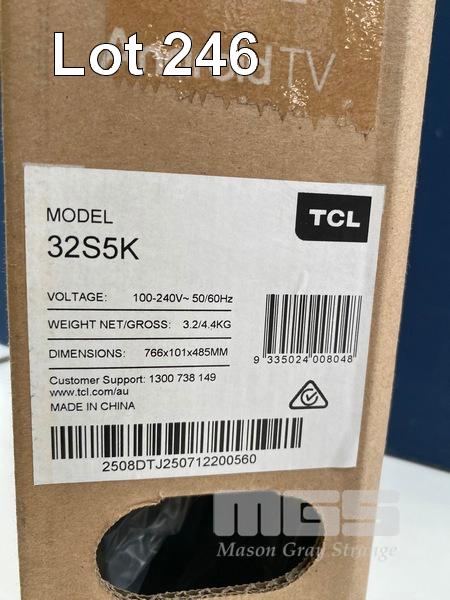 Lot 246
Android TV
MODEL
32S5K
TCL
VOLTAGE: 100-240V~ 50/60Hz
WEIGHT NET/GROSS: 3.2/4.4KG
DIMENSIONS: 766x101x485MM
Customer Support: 1300 738 149
www.tcl.com/au
MADE IN CHINA
9 335024 008048
2508DTJ250712200560
MGS
Mason Gray Strange